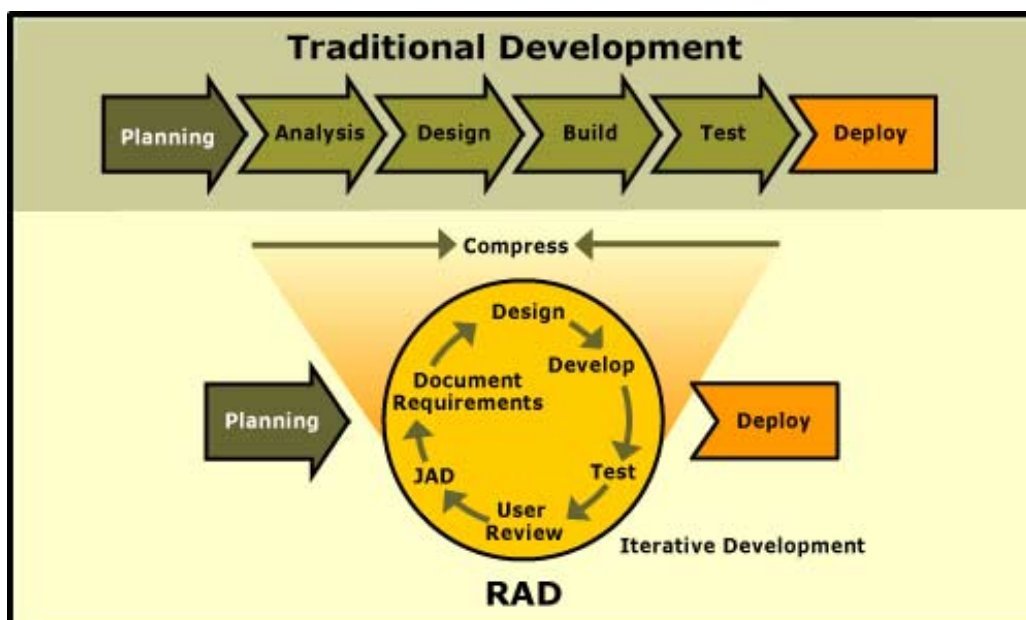 Traditional Development
Planning
Analysis
Design
Build
Test
Deploy
Compress
Design
Develop
Document
Requirements
Planning
Deploy
JAD
Test
User
Review
Iterative Development
RAD